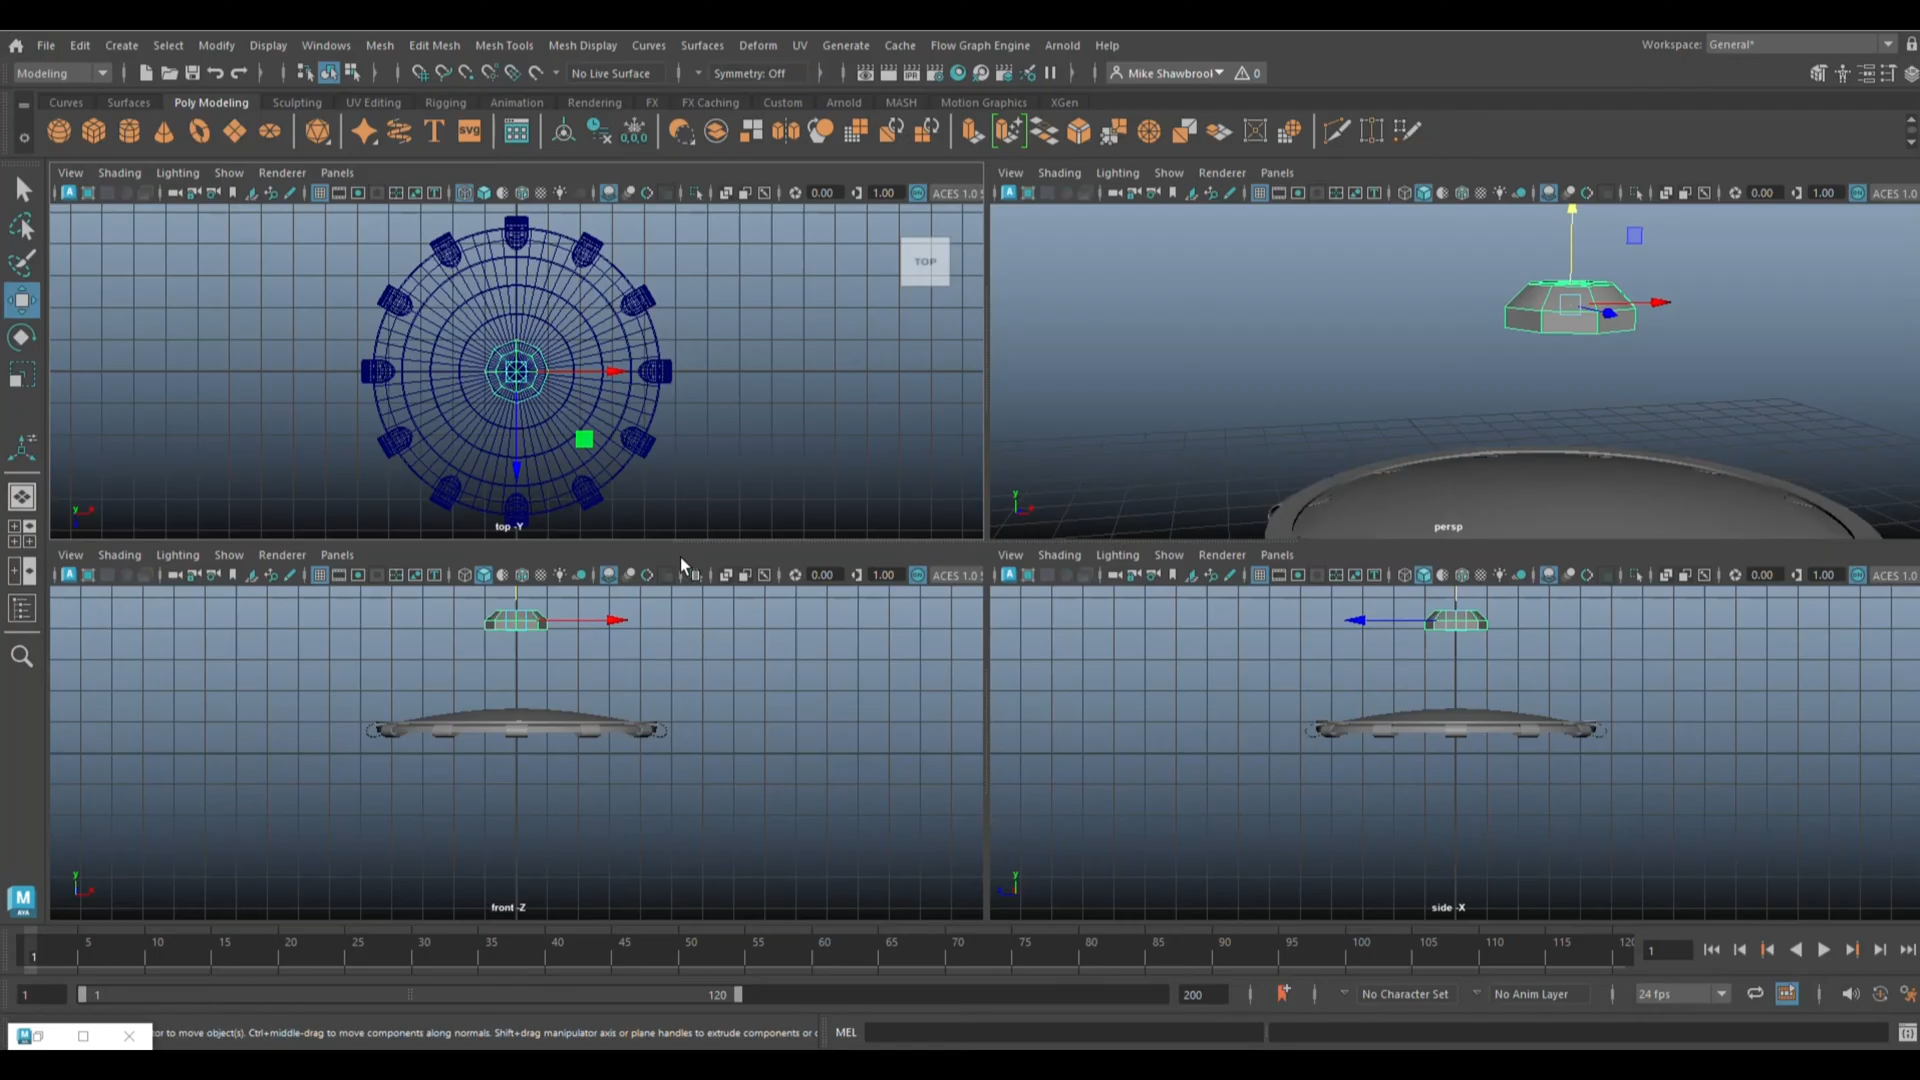 File Edit Create Select Modify Display Windows Mesh Edit Mesh Mesh Tools Mesh Display Curves Surfaces Deform UV Generate Cache Flow Graph Engine Arnold Help Workspace: General*
Modeling No Live Surface Symmetry: Off IPR Mike Shawbrool 0
Curves Surfaces Poly Modeling Sculpting UV Editing Rigging Animation Rendering FX FX Caching Custom Arnold MASH Motion Graphics XGen
T SVG 0,0,0
View Shading Lighting Show Renderer Panels
0.00 1.00 ACES 1.0
TOP
y
top -Y
View Shading Lighting Show Renderer Panels
0.00 1.00 ACES 1.0
y
persp
View Shading Lighting Show Renderer Panels
0.00 1.00 ACES 1.0
y
front -Z
View Shading Lighting Show Renderer Panels
0.00 1.00 ACES 1.0
y
side -X
M
5 10 15 20 25 30 35 40 45 50 55 60 65 70 75 80 85 90 95 100 105 110 115 120
1 1
1 1 120 200 No Character Set No Anim Layer 24 fps
tor to move object(s). Ctrl+middle-drag to move components along normals. Shift+drag manipulator axis or plane handles to extrude components or c MEL